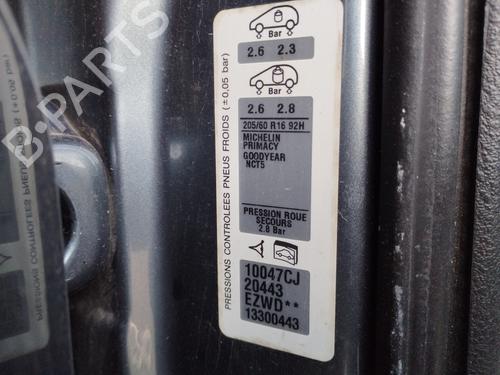 Bar
2.6 2.3
Bar
2.6 2.8
205/60 R16 92H
MICHELIN
PRIMACY
GOODYEAR
NCT5
PRESSION ROUE
SECOURS
2.8 Bar
10047CJ
20443
EZWD**
13300443
PRESSIONS CONTROLEES PNEUS FROIDS (±0,05 bar)
B-PARTS